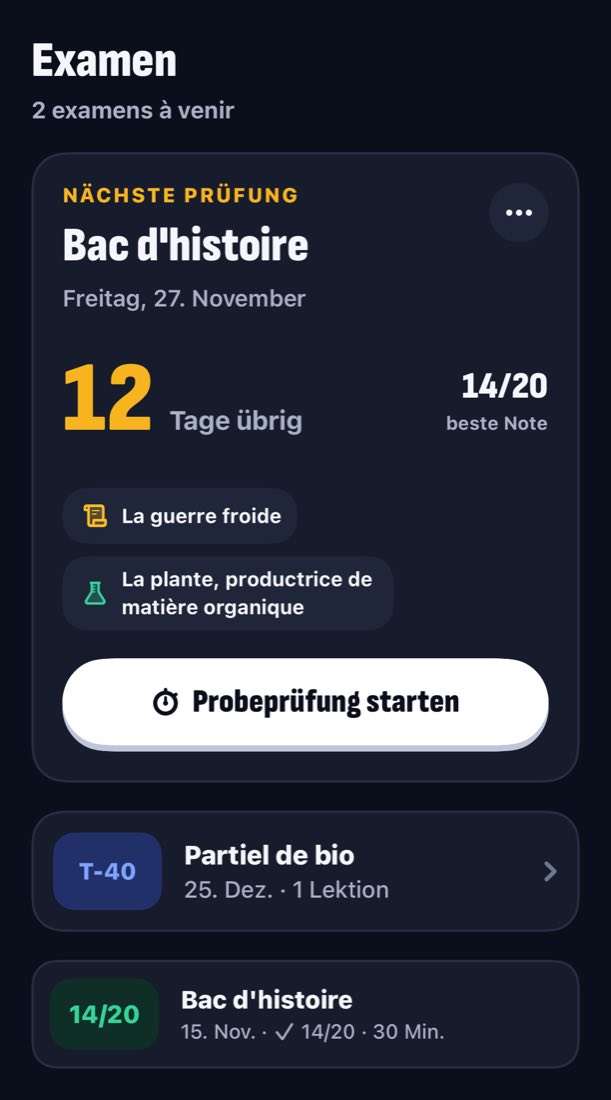 Examen
2 examens à venir
NÄCHSTE PRÜFUNG
Bac d'histoire
Freitag, 27. November
12 Tage übrig
14/20
beste Note
La guerre froide
La plante, productrice de
matière organique
Probeprüfung starten
T-40
Partiel de bio
25. Dez. · 1 Lektion
14/20
Bac d'histoire
15. Nov. · ✓ 14/20 · 30 Min.